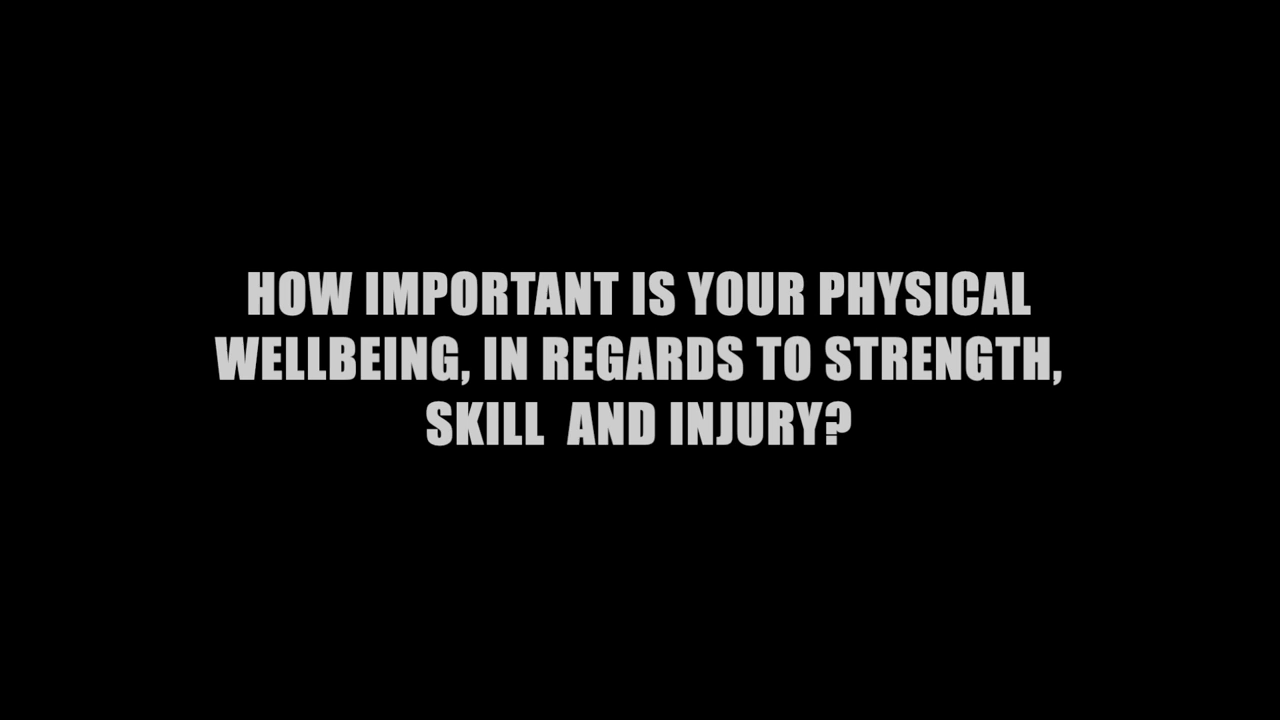 HOW IMPORTANT IS YOUR PHYSICAL
WELLBEING, IN REGARDS TO STRENGTH,
SKILL  AND INJURY?